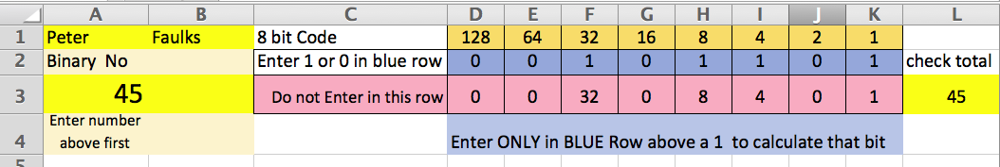 A B C D E F G H I J K L
1 Peter Faulks 8 bit Code 128 64 32 16 8 4 2 1
2 Binary No Enter 1 or 0 in blue row 0 0 1 0 1 1 0 1 check total
3 45 Do not Enter in this row 0 0 32 0 8 4 0 1 45
Enter number
4 above first Enter ONLY in BLUE Row above a 1 to calculate that bit
5